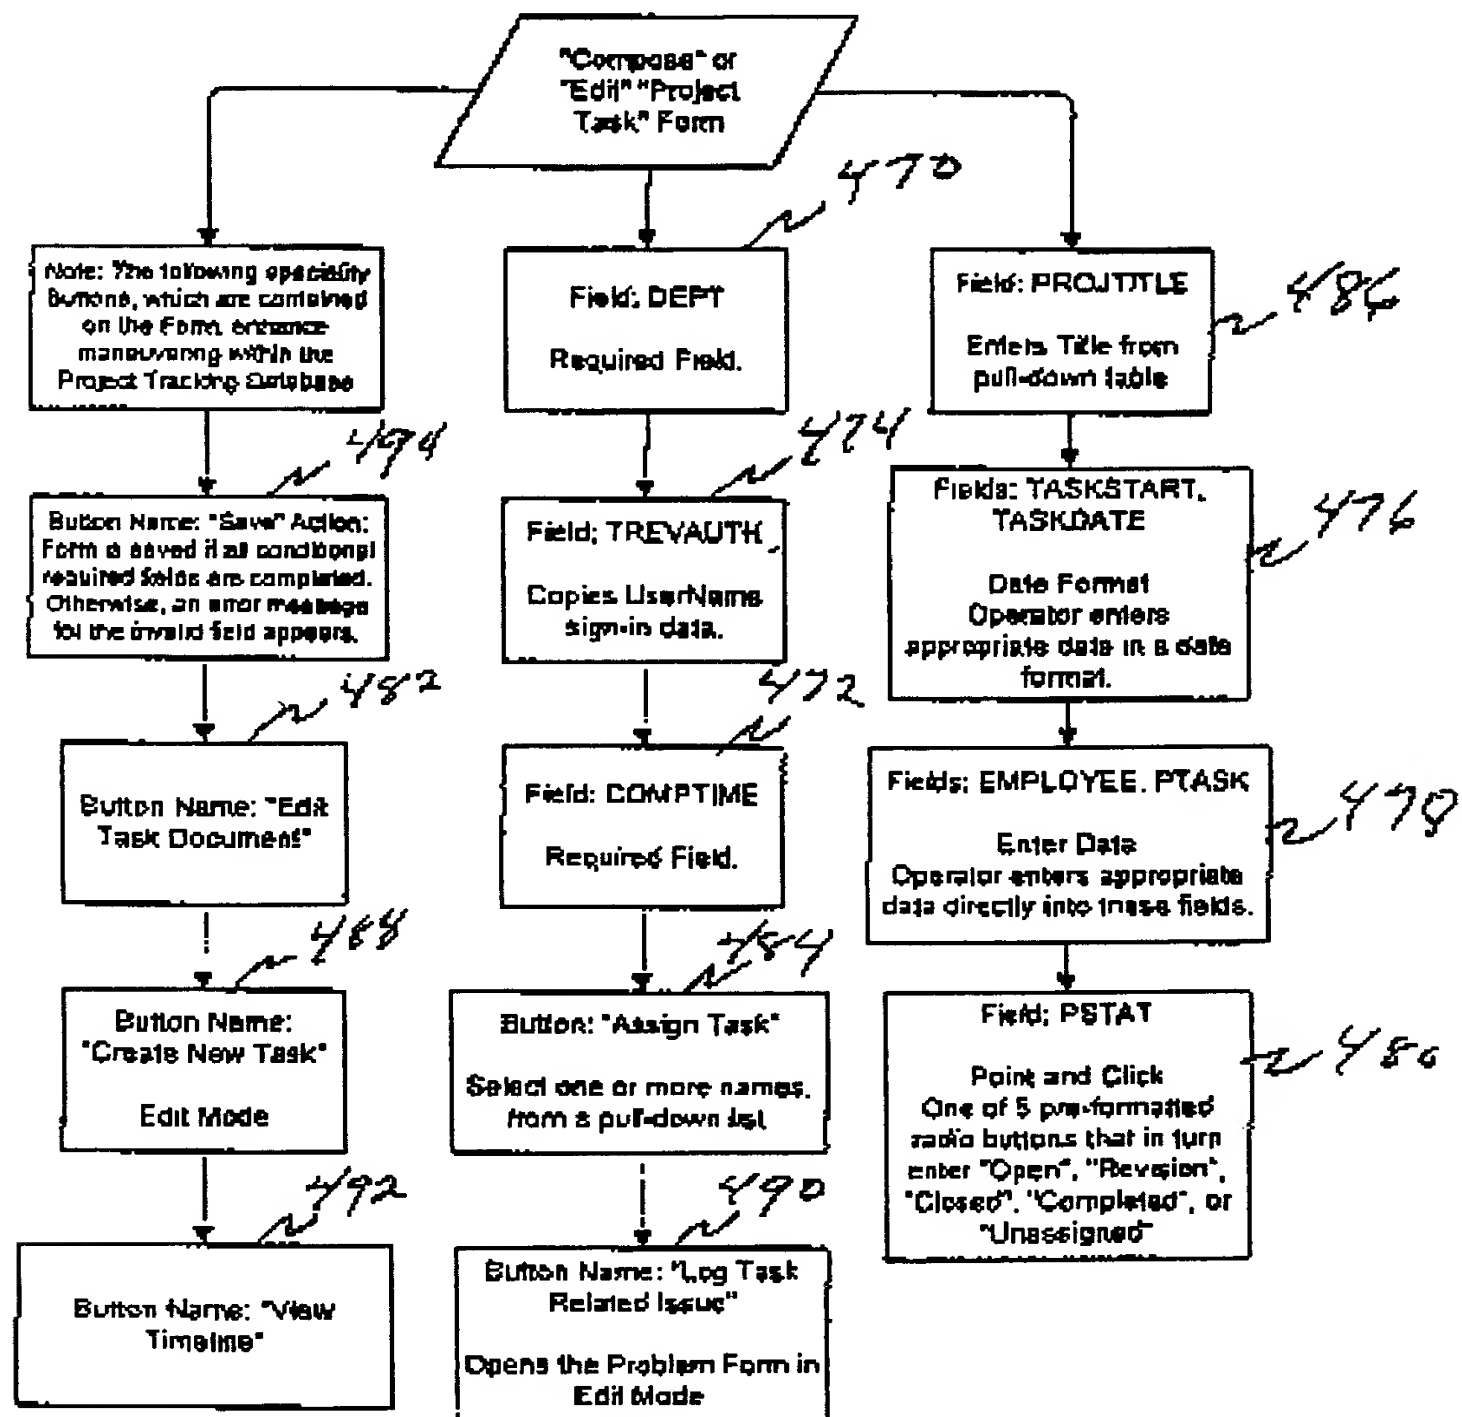 "Compose" or
"Edit" "Project
Task" Form
Note: The following speciality
Buttons, which are contained
on the Form, enhance
maneuvering within the
Project Tracking Database
494
Button Name: "Save" Action:
Form is saved if all conditional
required fields are completed.
Otherwise, an error message
for the invalid field appears.
482
Button Name: "Edit
Task Document"
488
Button Name:
"Create New Task"
Edit Mode
492
Button Name: "View
Timeline"
470
Field: DEPT
Required Field.
474
Field: TREVAUTH
Copies UserName
sign-in data.
472
Field: COMPTIME
Required Field.
484
Button: "Assign Task"
Select one or more names,
from a pull-down list
490
Button Name: "Log Task
Related Issue"
Opens the Problem Form in
Edit Mode
486
Field: PROJTITLE
Enters Title from
pull-down table
476
Fields: TASKSTART,
TASKDATE
Date Format
Operator enters
appropriate data in a date
format.
Fields: EMPLOYEE, PTASK
Enter Data
Operator enters appropriate
data directly into these fields.
480
Field: PSTAT
Point and Click
One of 5 pre-formatted
radio buttons that in turn
enter "Open", "Revision",
"Closed", "Completed", or
"Unassigned"